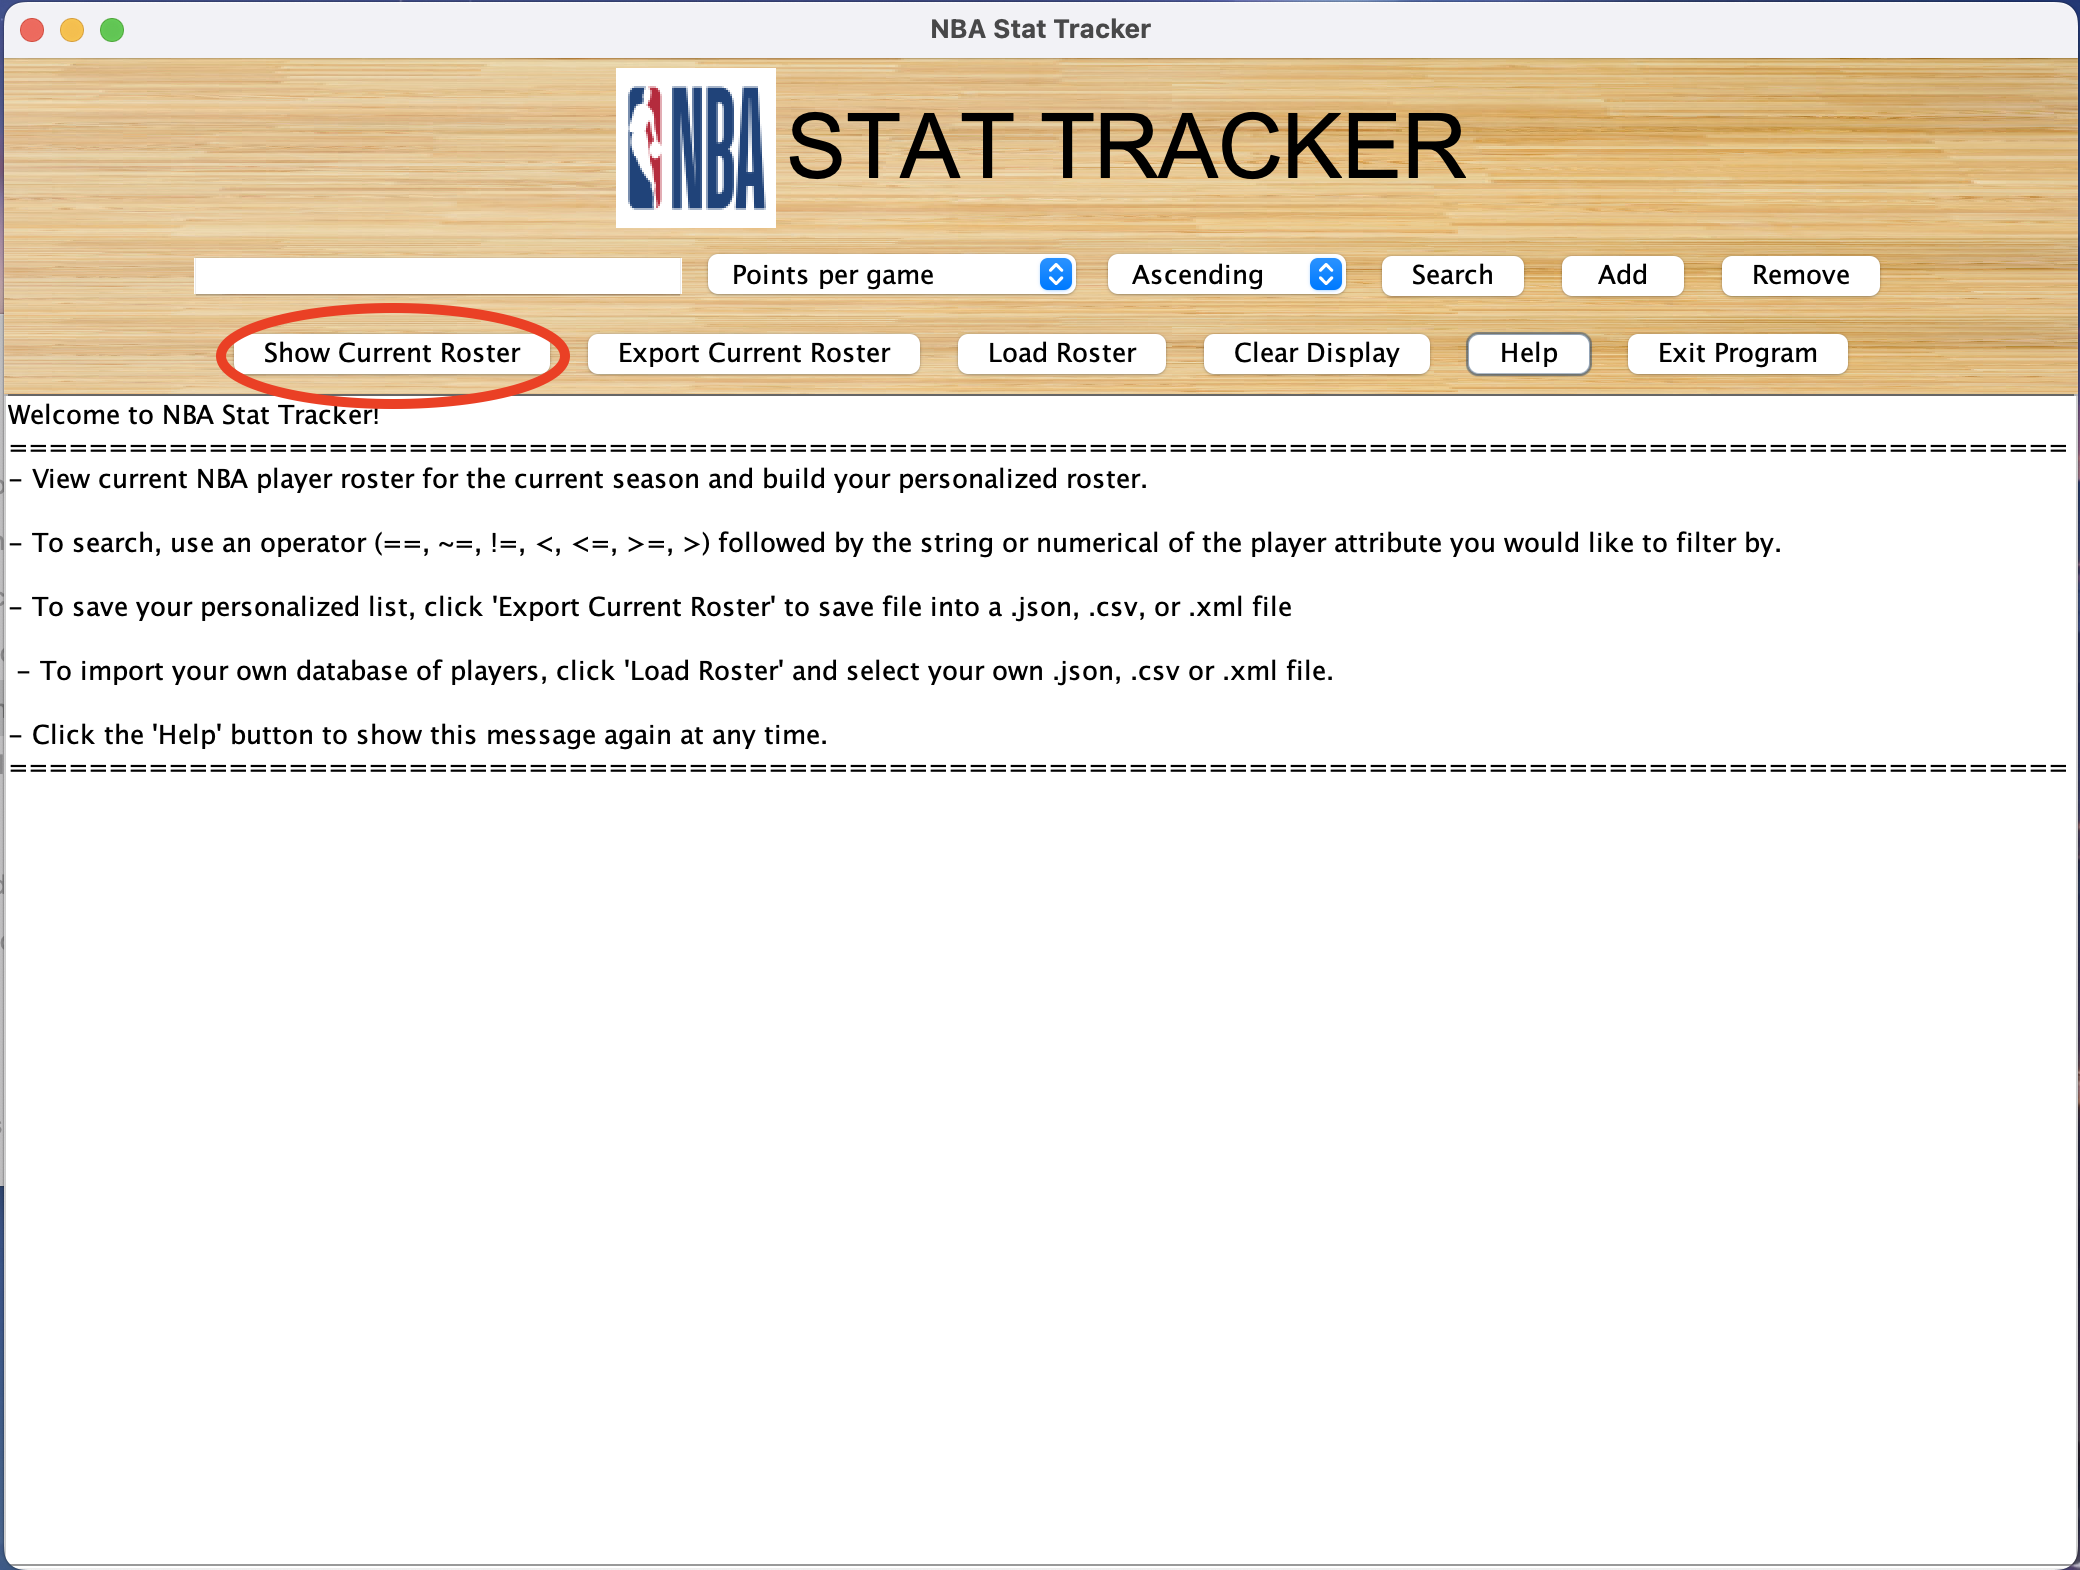 NBA Stat Tracker
NBA STAT TRACKER
Points per game Ascending Search Add Remove
Show Current Roster Export Current Roster Load Roster Clear Display Help Exit Program
Welcome to NBA Stat Tracker!
=======================================================================================================
- View current NBA player roster for the current season and build your personalized roster.
- To search, use an operator (==, ~=, !=, <, <=, >=, >) followed by the string or numerical of the player attribute you would like to filter by.
- To save your personalized list, click 'Export Current Roster' to save file into a .json, .csv, or .xml file
- To import your own database of players, click 'Load Roster' and select your own .json, .csv or .xml file.
- Click the 'Help' button to show this message again at any time.
=======================================================================================================